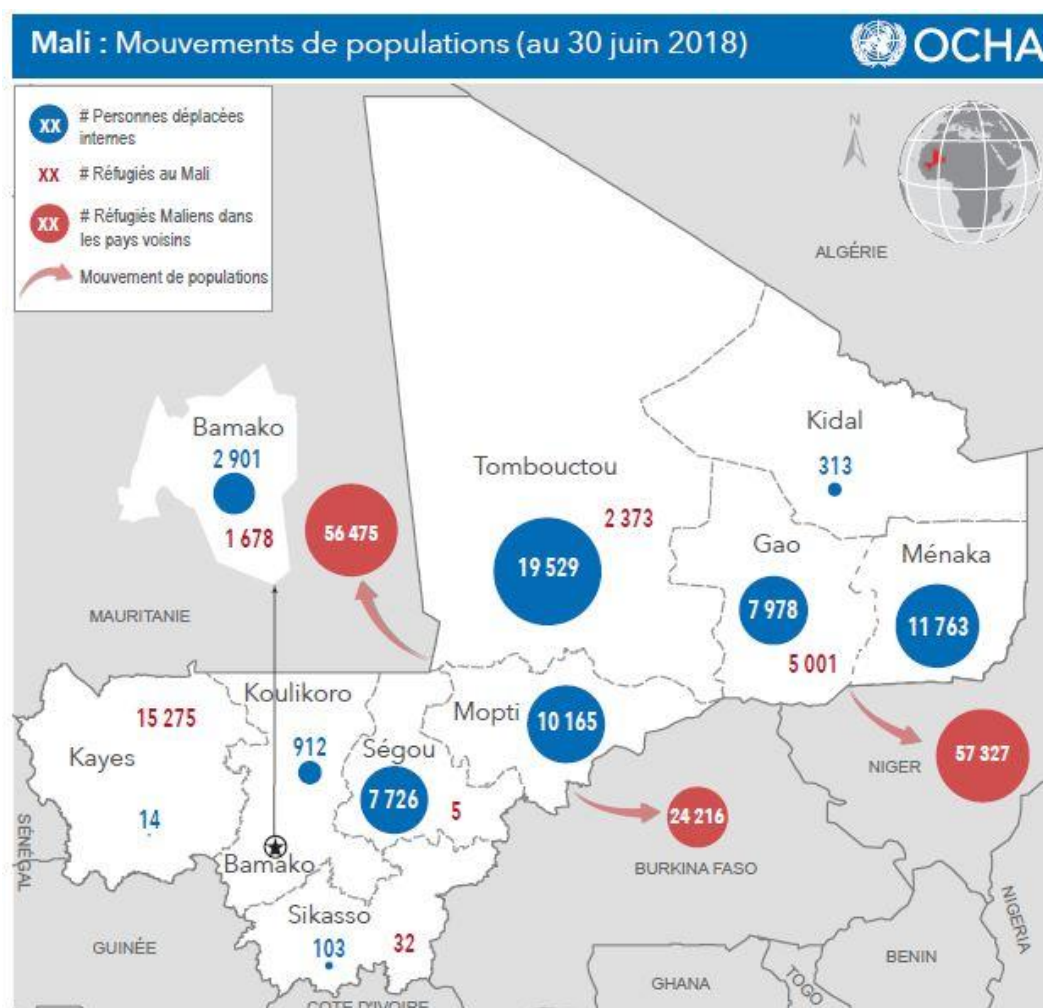 Mali : Mouvements de populations (au 30 juin 2018)
OCHA
XX # Personnes déplacées
internes
XX # Réfugiés au Mali
XX # Réfugiés Maliens dans
les pays voisins
Mouvement de populations
N
ALGÉRIE
Bamako
2 901
1 678
56 475
Tombouctou
2 373
19 529
Kidal
313
Gao
7 978
5 001
Ménaka
11 763
MAURITANIE
Koulikoro
912
15 275
Kayes
14
Ségou
7 726
5
Mopti
10 165
NIGER
57 327
24 216
BURKINA FASO
SÉNÉGAL
Bamako
Sikasso
103
32
GUINÉE
NIGERIA
BENIN
GHANA
TOGO
COTE D'IVOIRE